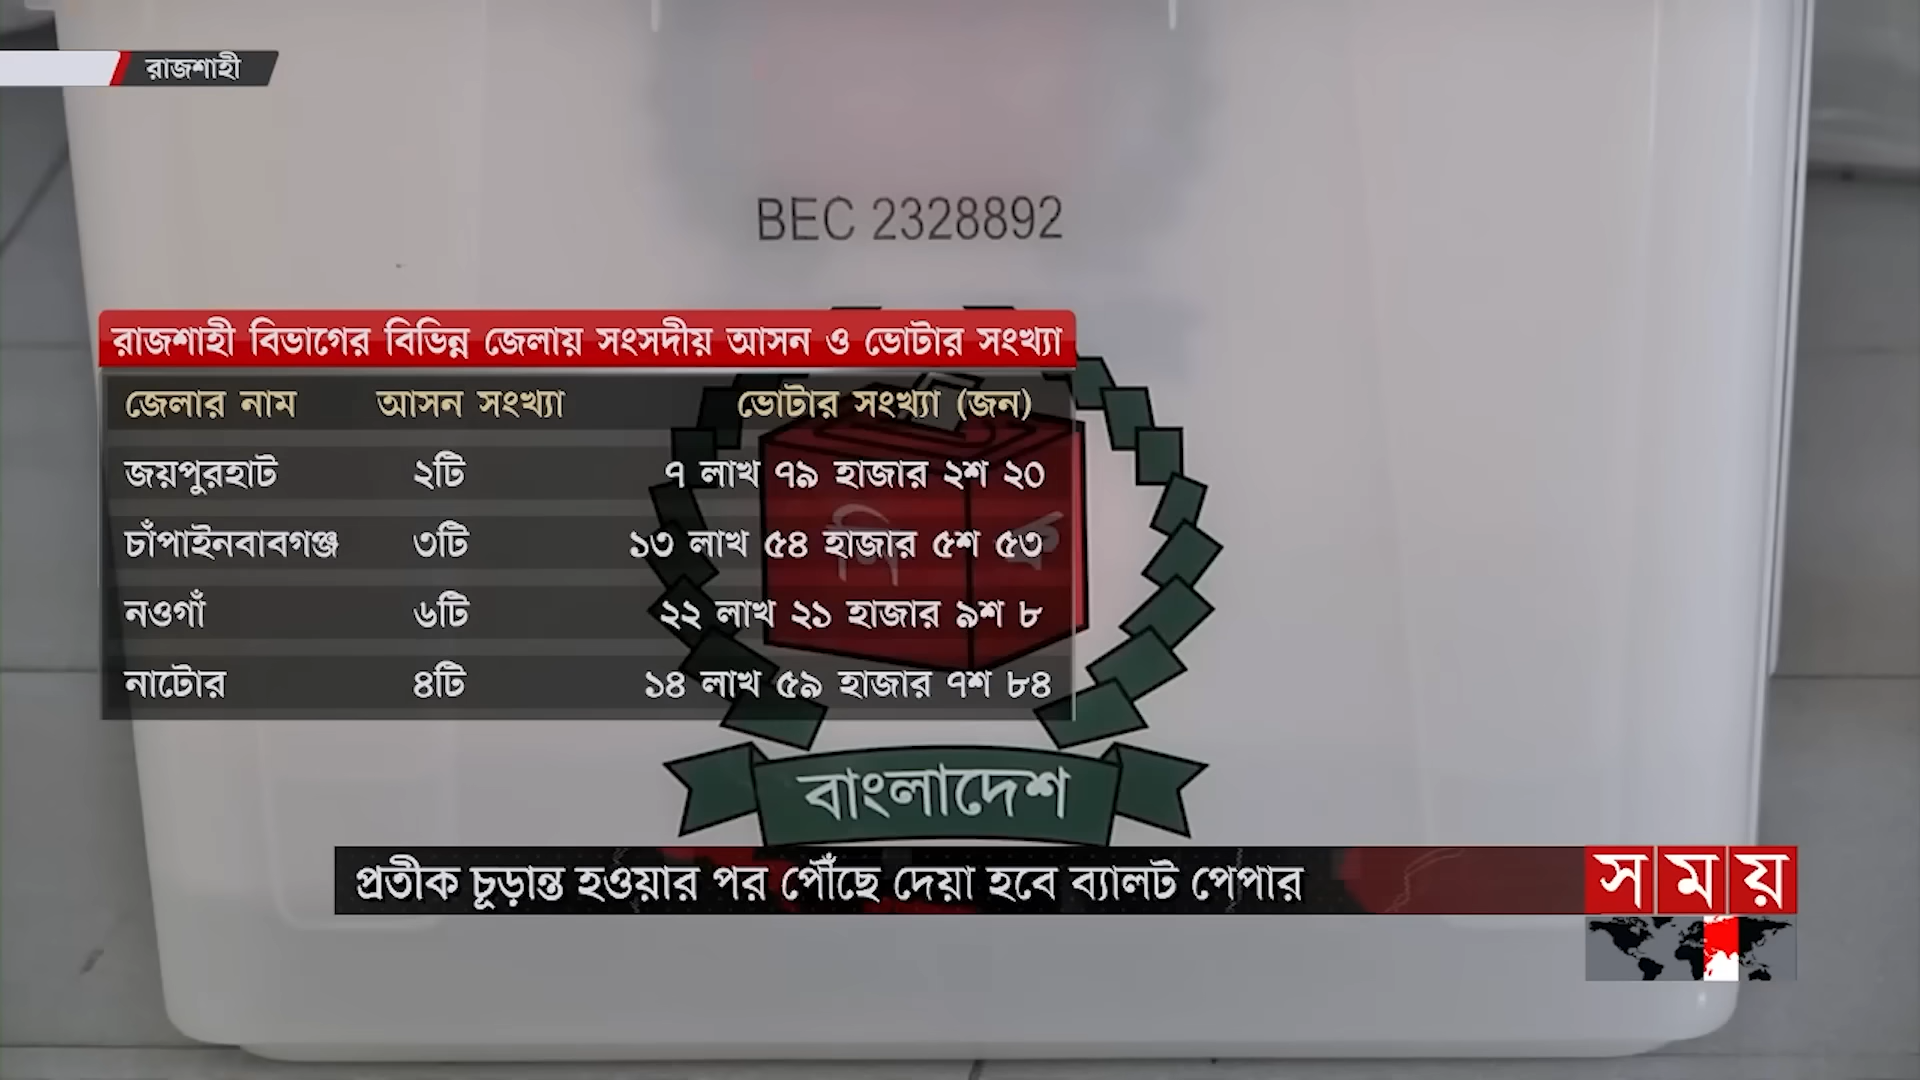 রাজশাহী
BEC 2328892
রাজশাহী বিভাগের বিভিন্ন জেলায় সংসদীয় আসন ও ভোটার সংখ্যা
জেলার নাম আসন সংখ্যা ভোটার সংখ্যা (জন)
জয়পুরহাট ২টি ৭ লাখ ৭৯ হাজার ২শ ২০
চাঁপাইনবাবগঞ্জ ৩টি ১৩ লাখ ৫৪ হাজার ৫শ ৫৩
নওগাঁ ৬টি ২২ লাখ ২১ হাজার ৯শ ৮
নাটোর ৪টি ১৪ লাখ ৫৯ হাজার ৭শ ৮৪
বাংলাদেশ
প্রতীক চূড়ান্ত হওয়ার পর পৌঁছে দেয়া হবে ব্যালট পেপার
সময়